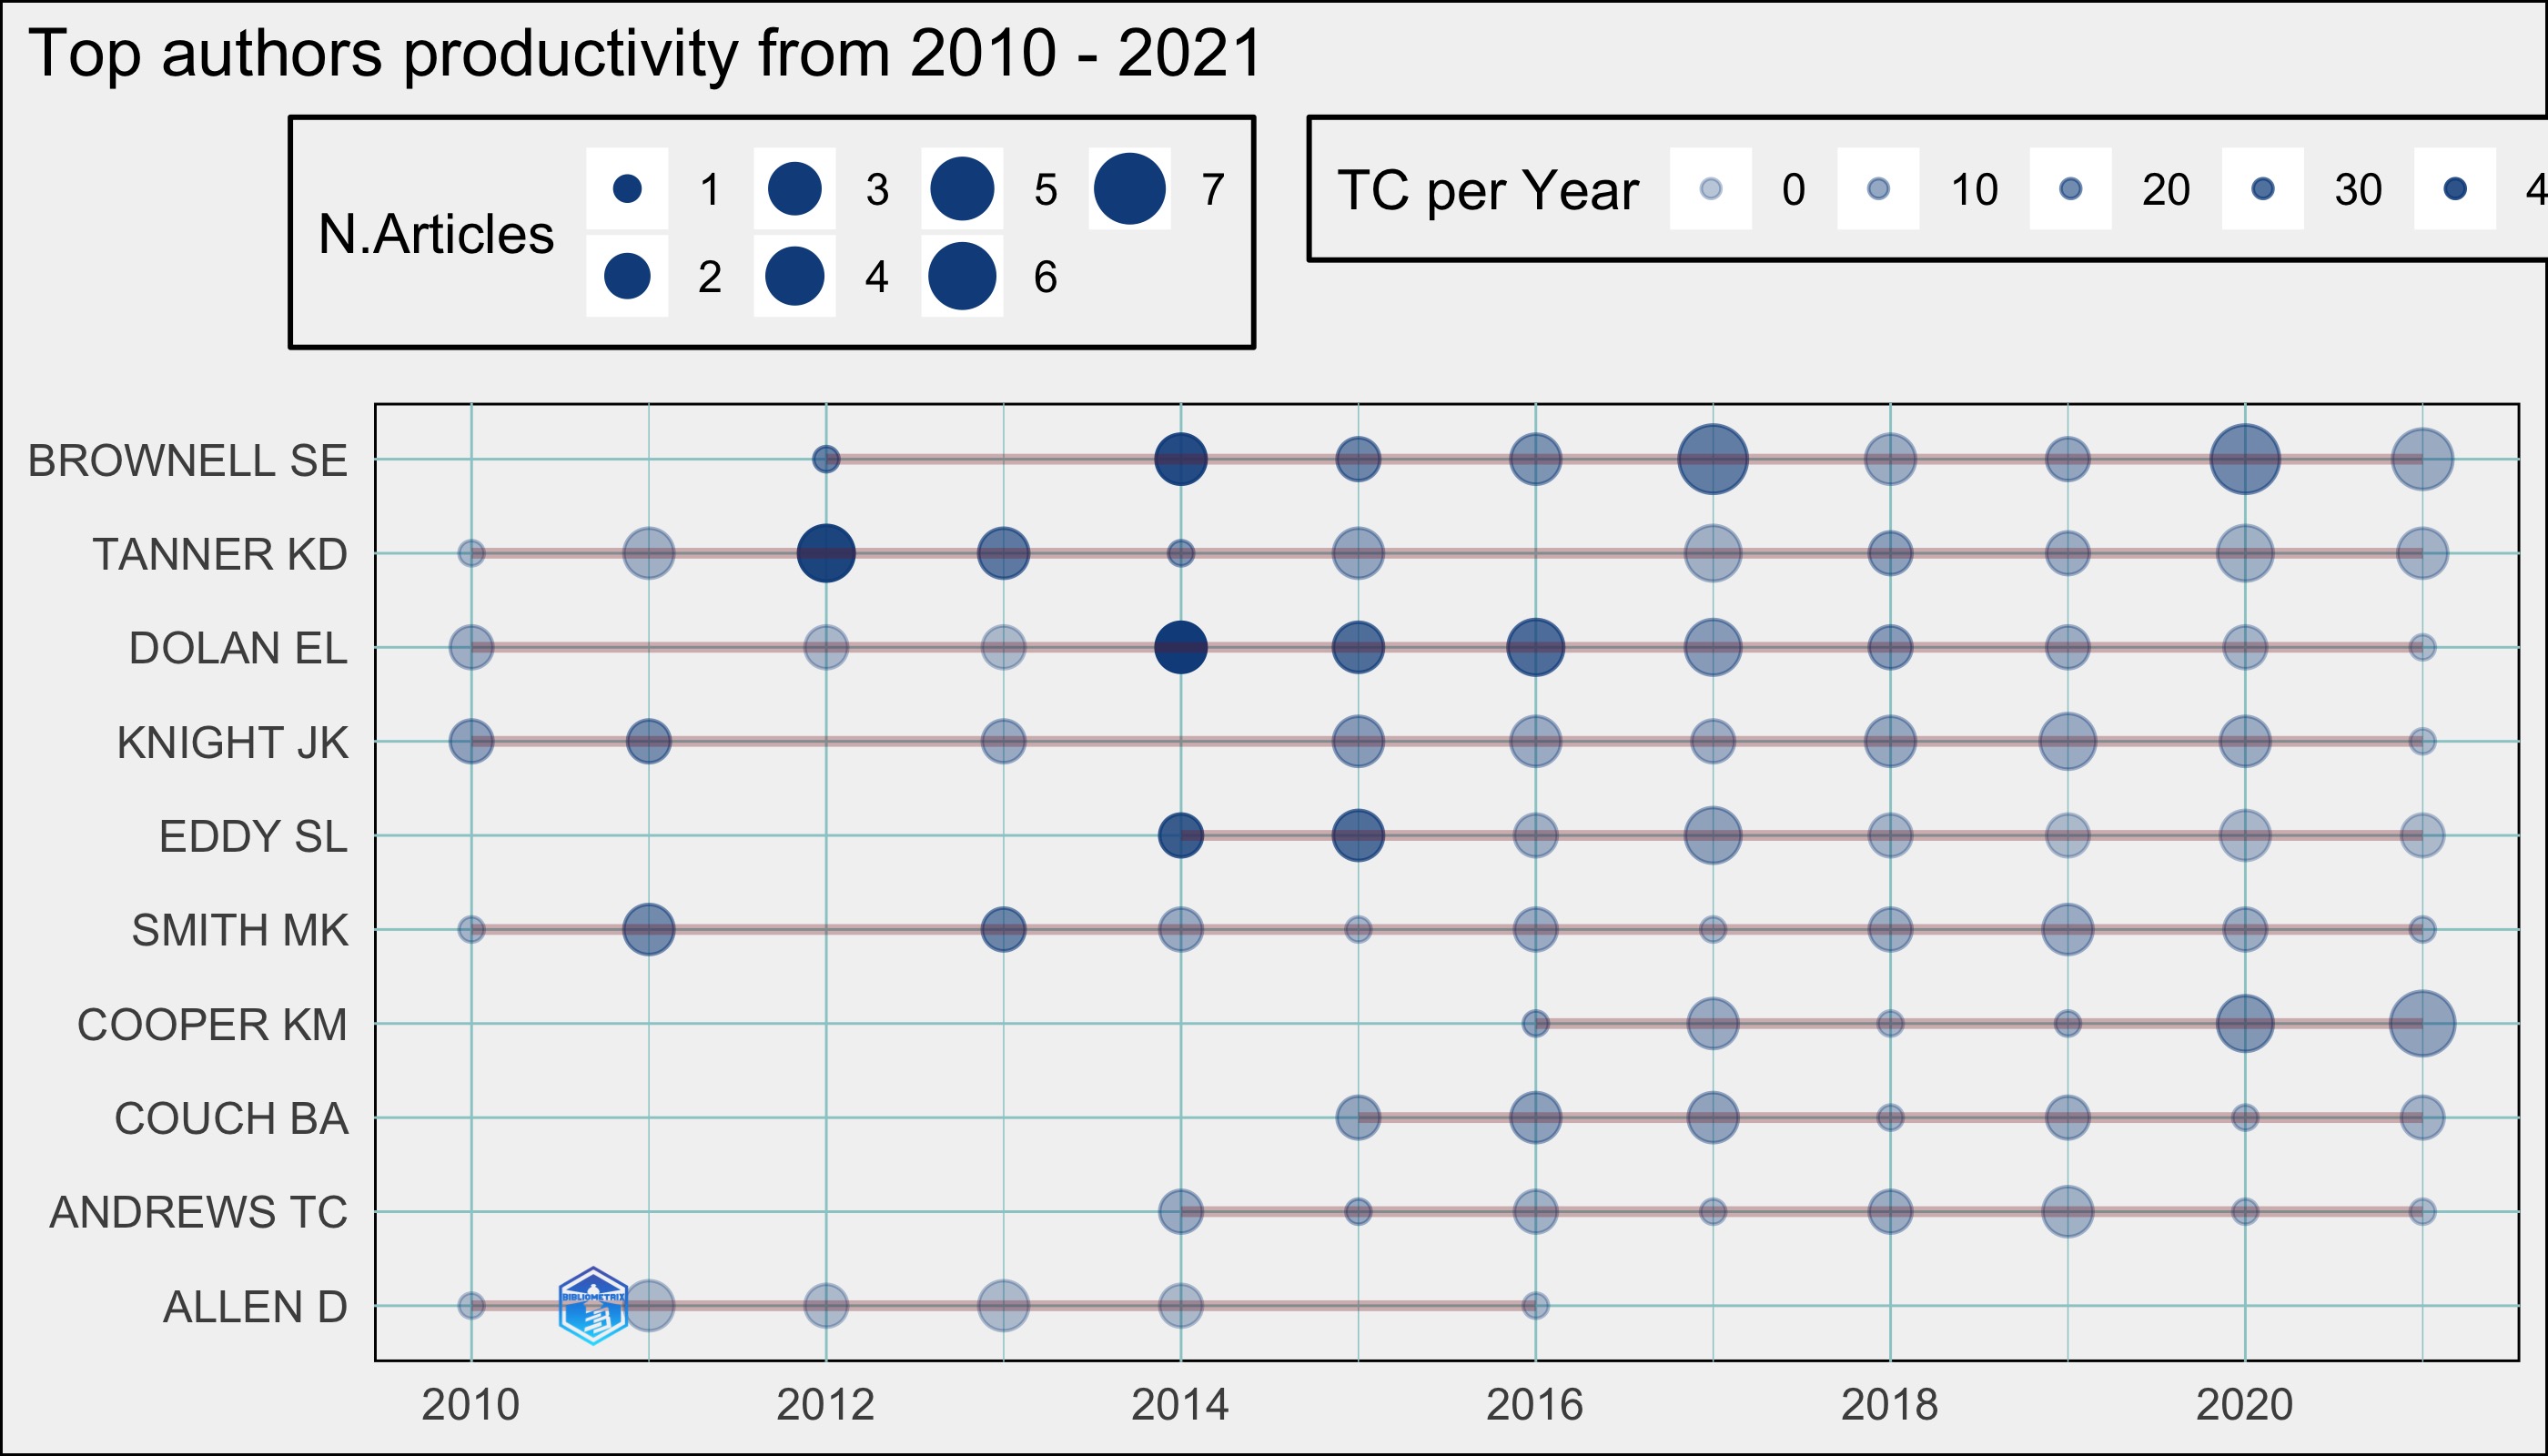 Top authors productivity from 2010 - 2021
N.Articles
1 3 5 7
2 4 6
TC per Year 0 10 20 30 4
BROWNELL SE
TANNER KD
DOLAN EL
KNIGHT JK
EDDY SL
SMITH MK
COOPER KM
COUCH BA
ANDREWS TC
ALLEN D
BIBLIOMETRIX
2010 2012 2014 2016 2018 2020